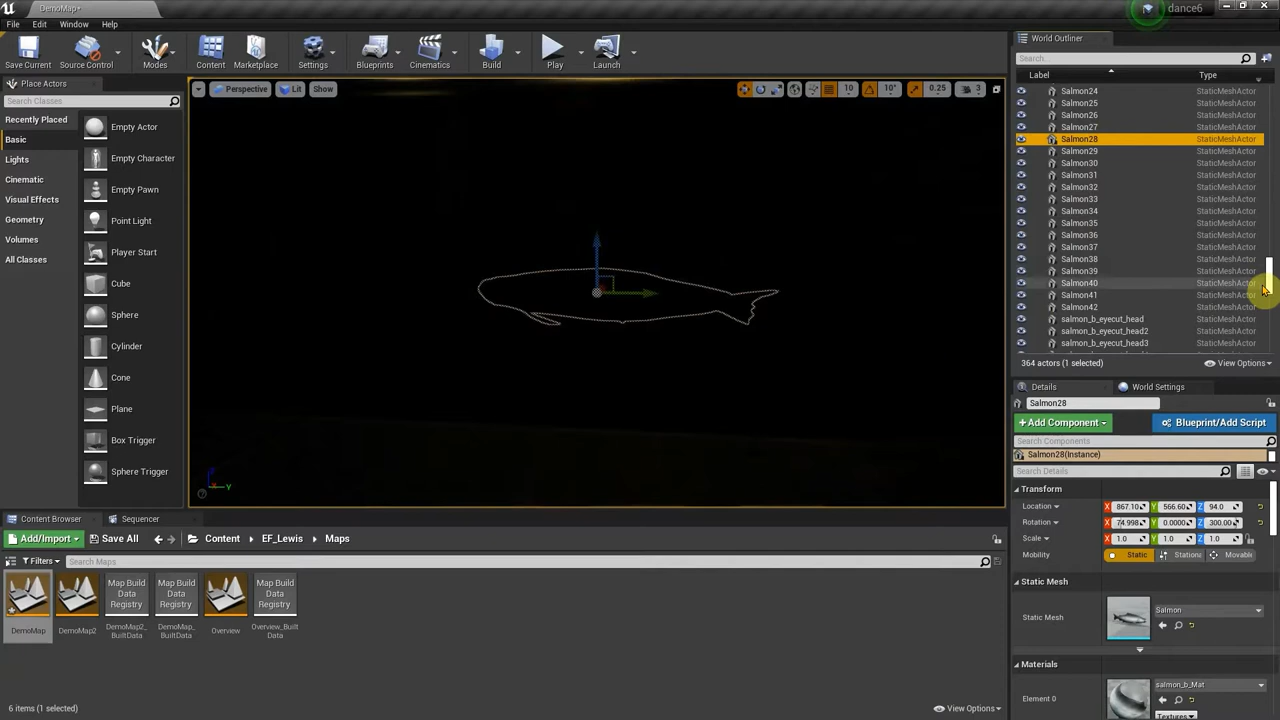 DemoMap*
dance6
File Edit Window Help
Save Current
Source Control
Modes
Content
Marketplace
Settings
Blueprints
Cinematics
Build
Play
Launch
Place Actors
Search Classes
Recently Placed
Basic
Lights
Cinematic
Visual Effects
Geometry
Volumes
All Classes
Empty Actor
Empty Character
Empty Pawn
Point Light
Player Start
Cube
Sphere
Cylinder
Cone
Plane
Box Trigger
Sphere Trigger
Perspective Lit Show
10 10° 0.25 3
Y
World Outliner
Search...
Label Type
Salmon24 StaticMeshActor
Salmon25 StaticMeshActor
Salmon26 StaticMeshActor
Salmon27 StaticMeshActor
Salmon28 StaticMeshActor
Salmon29 StaticMeshActor
Salmon30 StaticMeshActor
Salmon31 StaticMeshActor
Salmon32 StaticMeshActor
Salmon33 StaticMeshActor
Salmon34 StaticMeshActor
Salmon35 StaticMeshActor
Salmon36 StaticMeshActor
Salmon37 StaticMeshActor
Salmon38 StaticMeshActor
Salmon39 StaticMeshActor
Salmon40 StaticMeshActor
Salmon41 StaticMeshActor
Salmon42 StaticMeshActor
salmon_b_eyecut_head StaticMeshActor
salmon_b_eyecut_head2 StaticMeshActor
salmon_b_eyecut_head3 StaticMeshActor
364 actors (1 selected) View Options
Details World Settings
Salmon28
+Add Component Blueprint/Add Script
Search Components
Salmon28(Instance)
Search Details
Transform
Location X 867.10 Y 566.60 Z 94.0
Rotation X 74.998 Y 0.0000 Z 300.00
Scale X 1.0 Y 1.0 Z 1.0
Mobility Static Station Movabl
Static Mesh
Static Mesh Salmon
Materials
Element 0 salmon_b_Mat
Textures
Content Browser Sequencer
Add/Import Save All Content EF_Lewis Maps
Filters Search Maps
DemoMap
DemoMap2
Map Build Data Registry
DemoMap2_BuiltData
Map Build Data Registry
DemoMap_BuiltData
Overview
Map Build Data Registry
Overview_BuiltData
6 items (1 selected) View Options